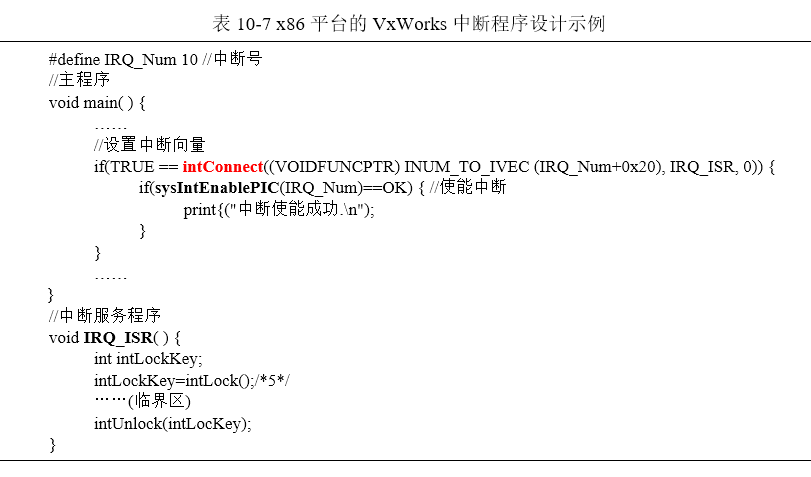 表 10-7 x86 平台的 VxWorks 中断程序设计示例
#define IRQ_Num 10 //中断号
//主程序
void main( ) {
……
//设置中断向量
if(TRUE == intConnect((VOIDFUNCPTR) INUM_TO_IVEC (IRQ_Num+0x20), IRQ_ISR, 0)) {
if(sysIntEnablePIC(IRQ_Num)==OK) { //使能中断
print{("中断使能成功.\n");
}
}
……
}
//中断服务程序
void IRQ_ISR( ) {
int intLockKey;
intLockKey=intLock();/*5*/
……(临界区)
intUnlock(intLocKey);
}